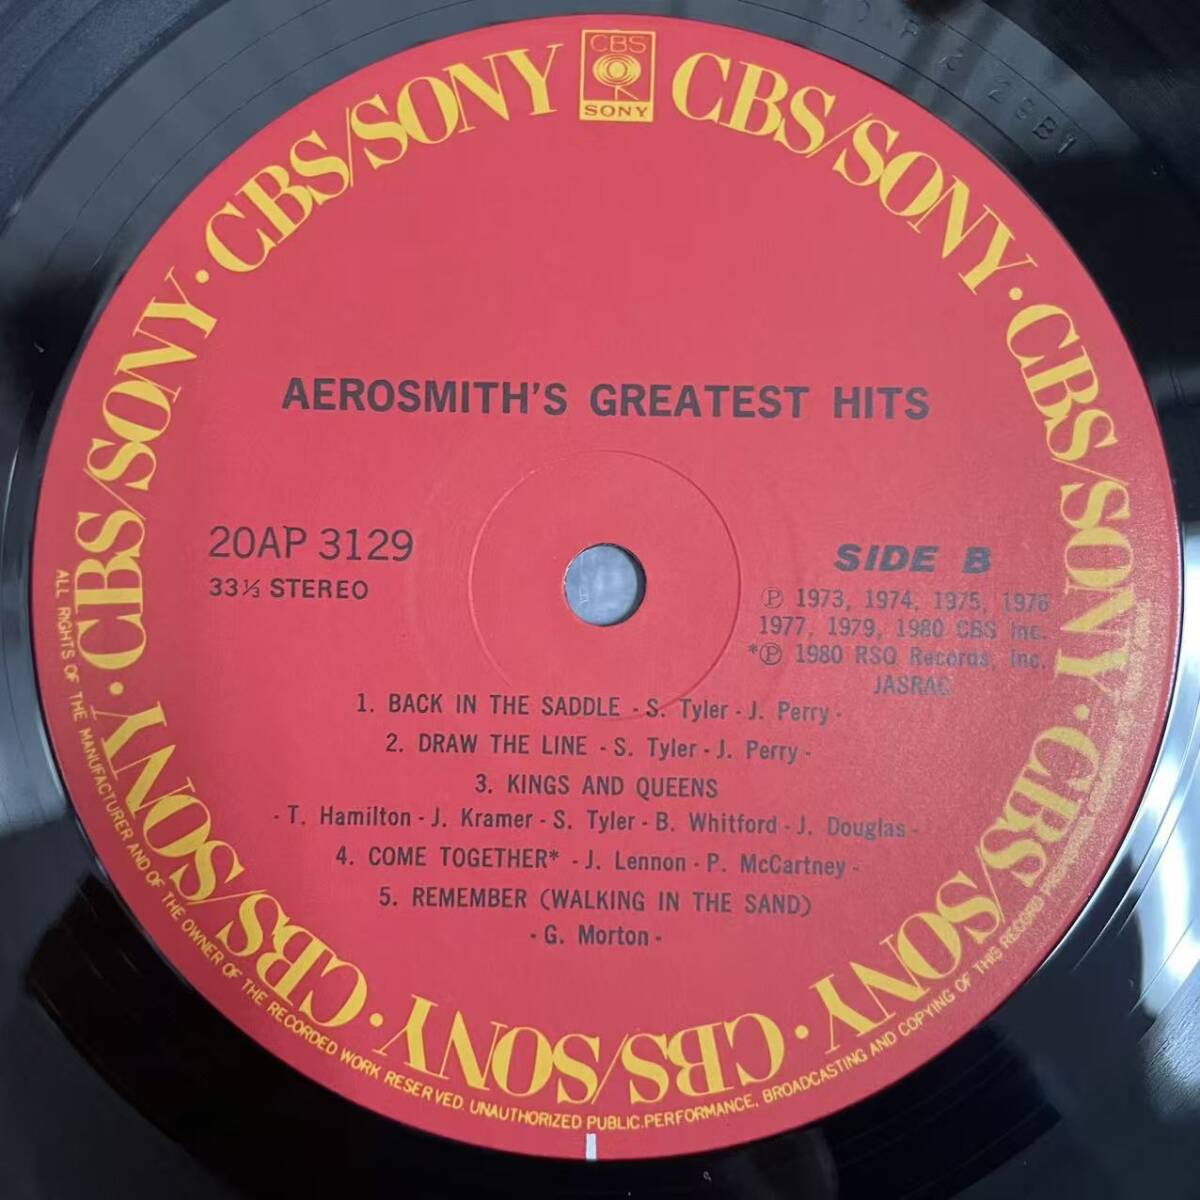 CBS
SONY
CBS/SONY · CBS/SONY · CBS/SONY · CBS/SONY · CBS/SONY · CBS/SONY · CBS/SONY · CBS/SONY
AEROSMITH'S GREATEST HITS
20AP 3129
33⅓ STEREO
SIDE B
Ⓟ 1973, 1974, 1975, 1976
1977, 1979, 1980 CBS Inc.
*Ⓟ 1980 RSO Records, Inc.
JASRAC
1. BACK IN THE SADDLE - S. Tyler - J. Perry -
2. DRAW THE LINE - S. Tyler - J. Perry -
3. KINGS AND QUEENS
- T. Hamilton - J. Kramer - S. Tyler - B. Whitford - J. Douglas -
4. COME TOGETHER* - J. Lennon - P. McCartney -
5. REMEMBER (WALKING IN THE SAND)
- G. Morton -
ALL RIGHTS OF THE MANUFACTURER AND OF THE OWNER OF THE RECORDED WORK RESERVED. UNAUTHORIZED PUBLIC. PERFORMANCE, BROADCASTING AND COPYING OF THIS RECORD